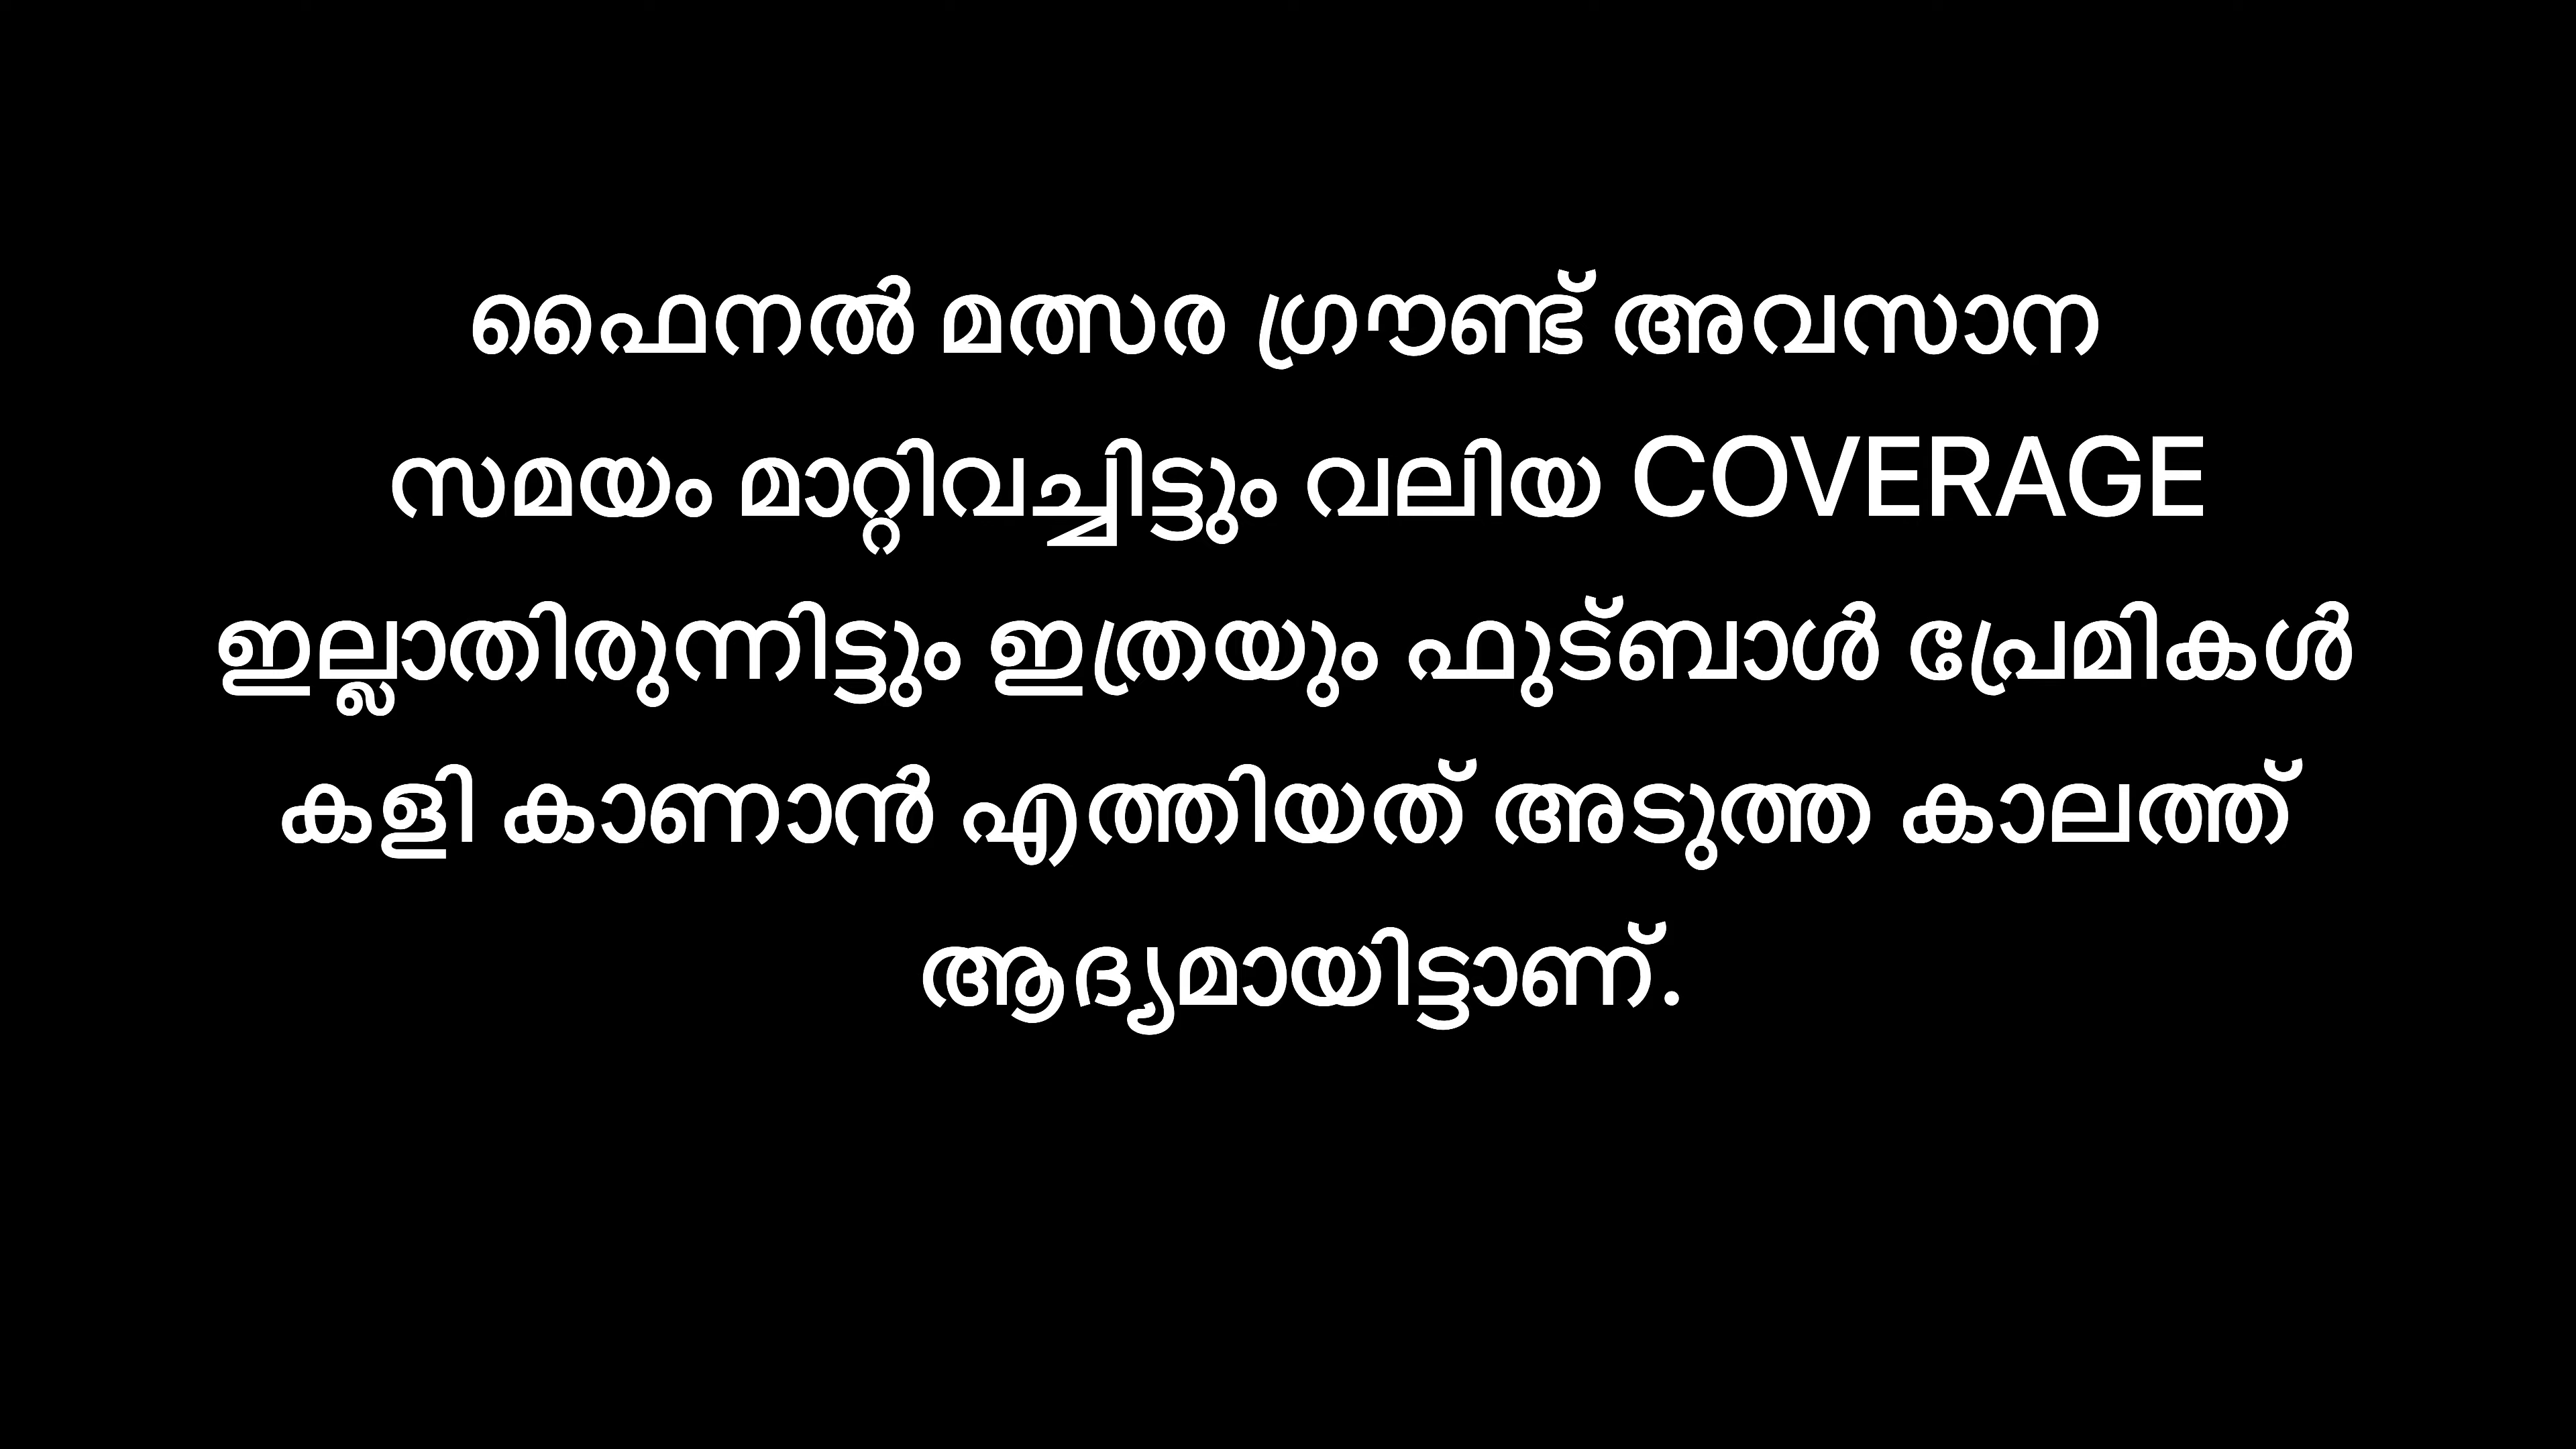 ഫൈനൽ മത്സര ഗ്രൗണ്ട് അവസാന
സമയം മാറ്റിവച്ചിട്ടും വലിയ COVERAGE
ഇല്ലാതിരുന്നിട്ടും ഇത്രയും ഫുട്ബാൾ പ്രേമികൾ
കളി കാണാൻ എത്തിയത് അടുത്ത കാലത്ത്
ആദ്യമായിട്ടാണ്.